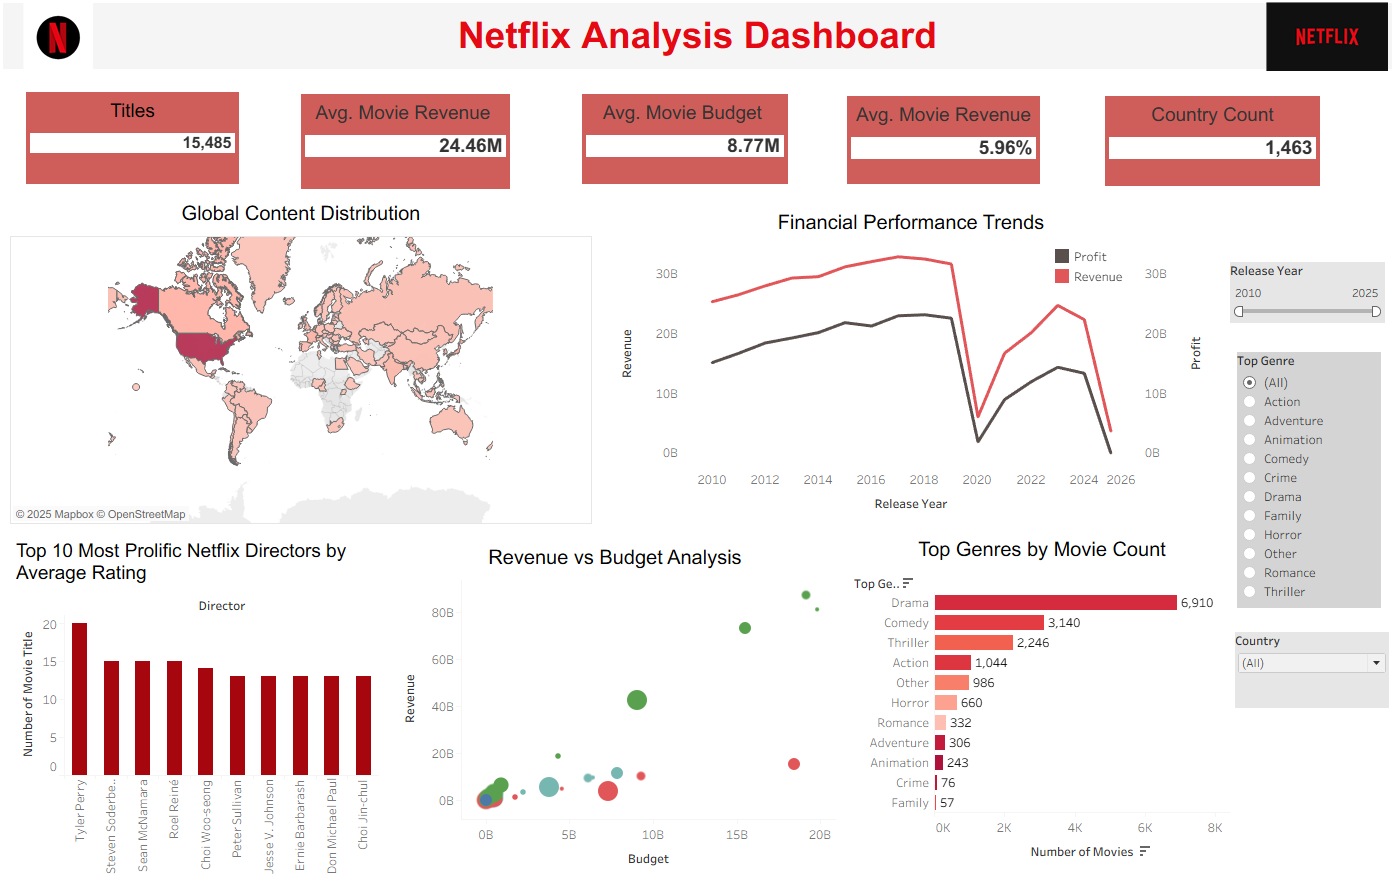 N
Netflix Analysis Dashboard
NETFLIX
Titles
15,485
Avg. Movie Revenue
24.46M
Avg. Movie Budget
8.77M
Avg. Movie Revenue
5.96%
Country Count
1,463
Global Content Distribution
© 2025 Mapbox © OpenStreetMap
Financial Performance Trends
Profit
Revenue
30B
20B
10B
0B
Revenue
30B
20B
10B
0B
Profit
2010 2012 2014 2016 2018 2020 2022 2024 2026
Release Year
Release Year
2010 2025
Top Genre
(All)
Action
Adventure
Animation
Comedy
Crime
Drama
Family
Horror
Other
Romance
Thriller
Country
(All)
Top 10 Most Prolific Netflix Directors by
Average Rating
Director
Number of Movie Title
20
15
10
5
0
Tyler Perry
Steven Soderbe..
Sean McNamara
Roel Reiné
Choi Woo-seong
Peter Sullivan
Jesse V. Johnson
Ernie Barbarash
Don Michael Paul
Choi Jin-chul
Revenue vs Budget Analysis
Revenue
80B
60B
40B
20B
0B
0B 5B 10B 15B 20B
Budget
Top Genres by Movie Count
Top Ge..
Drama 6,910
Comedy 3,140
Thriller 2,246
Action 1,044
Other 986
Horror 660
Romance 332
Adventure 306
Animation 243
Crime 76
Family 57
0K 2K 4K 6K 8K
Number of Movies